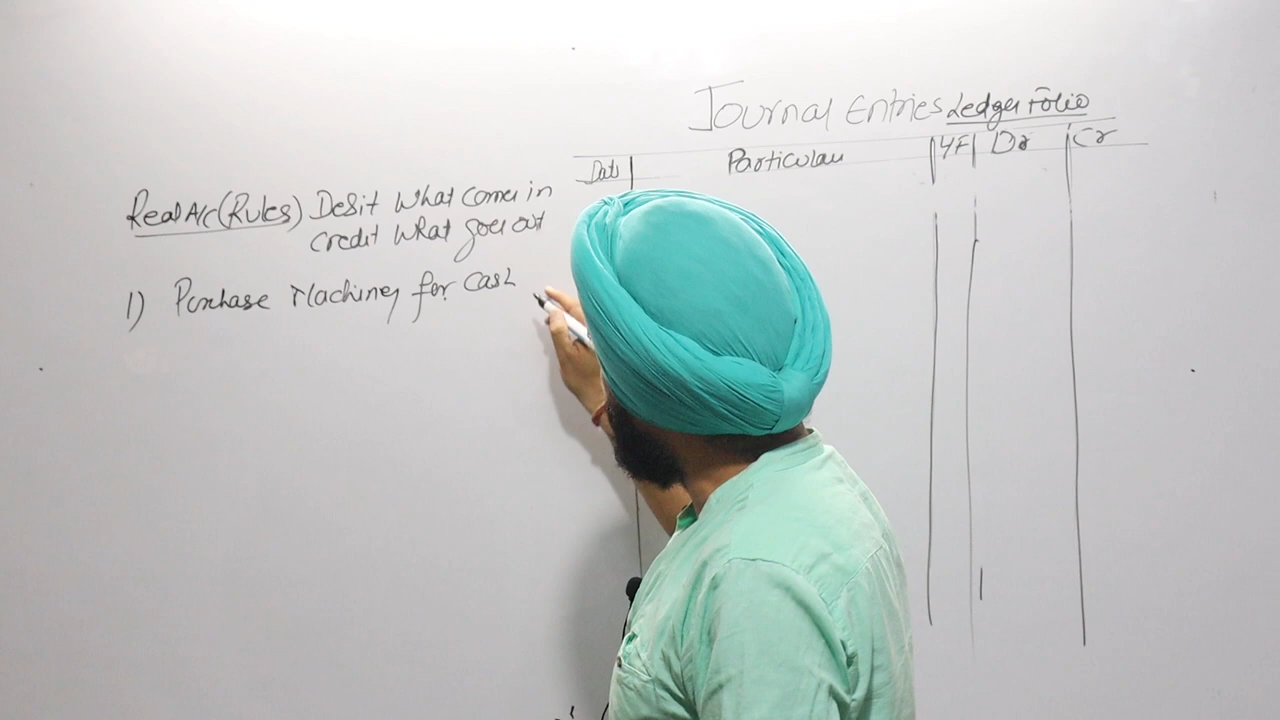 Journal Entries Ledger Folio
Date Particulars L/F Dr Cr
Real A/c (Rules) Debit What comes in
credit What goes out
1) Purchase Machinery for Cash